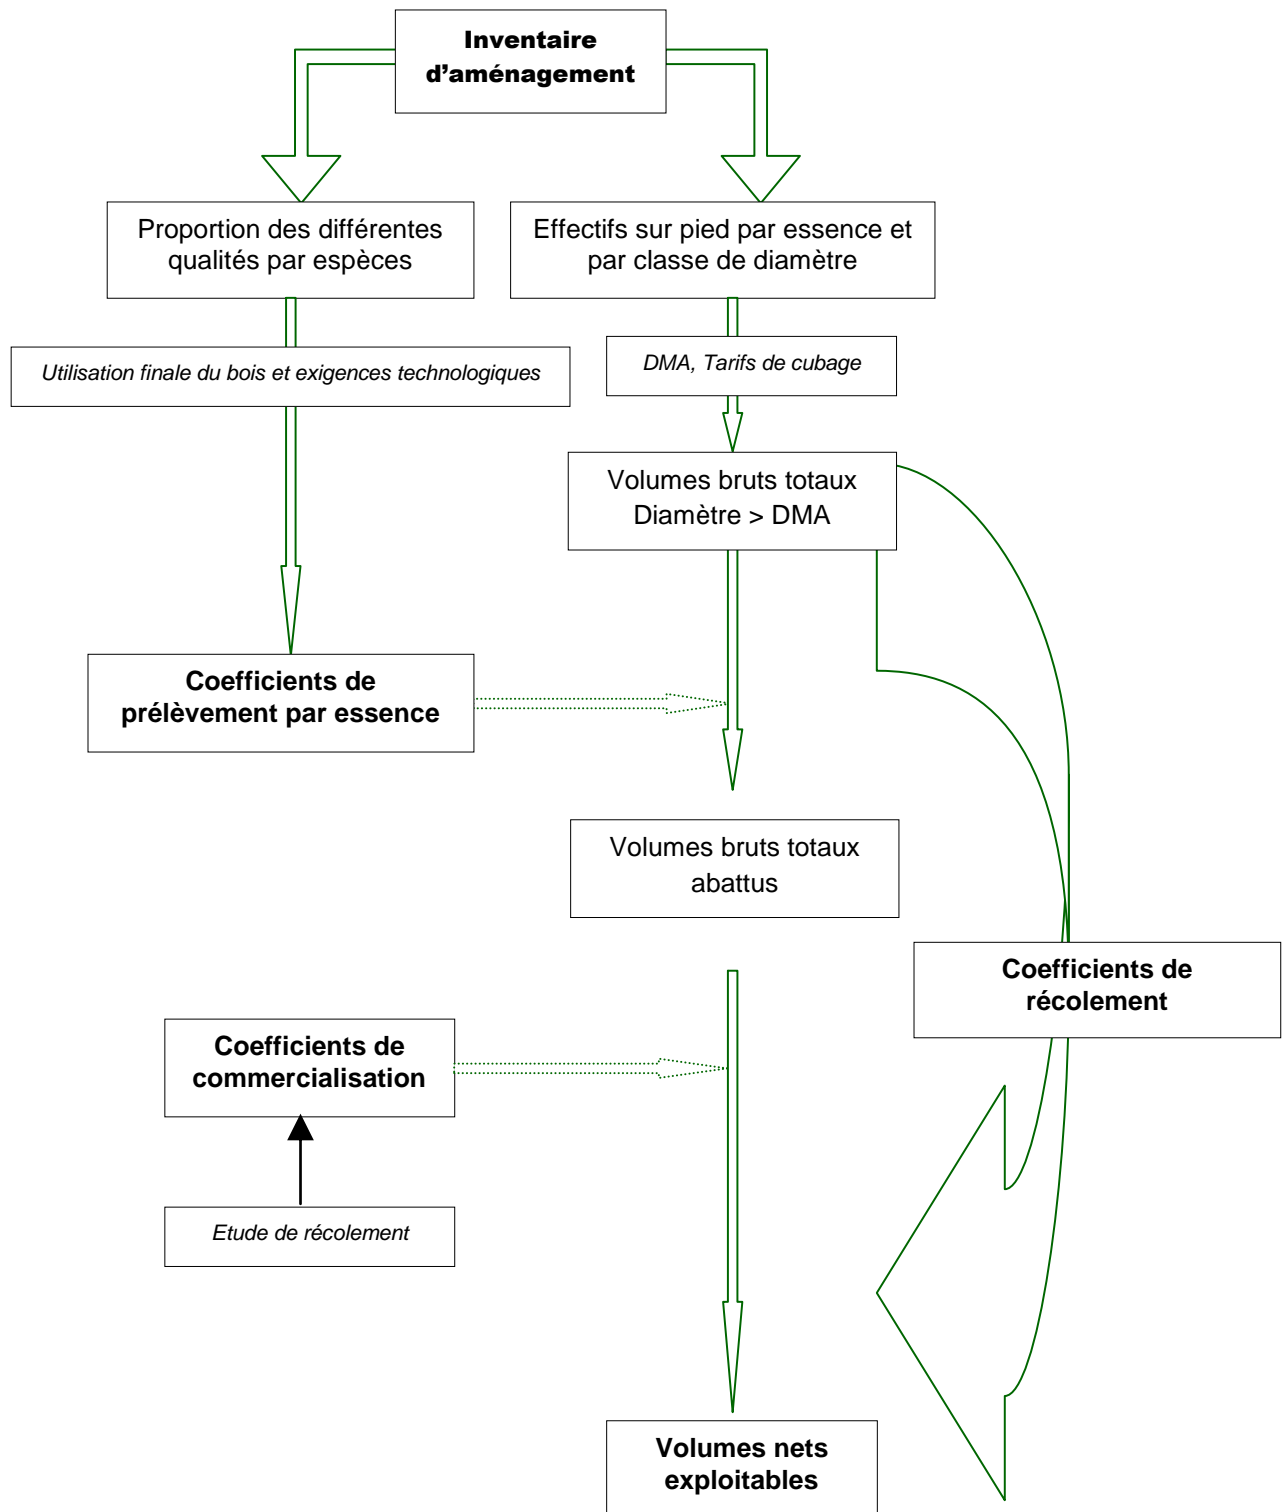 Inventaire
d’aménagement
Proportion des différentes
qualités par espèces
Effectifs sur pied par essence et
par classe de diamètre
Utilisation finale du bois et exigences technologiques
DMA, Tarifs de cubage
Volumes bruts totaux
Diamètre > DMA
Coefficients de
prélèvement par essence
Volumes bruts totaux
abattus
Coefficients de
récolement
Coefficients de
commercialisation
Etude de récolement
Volumes nets
exploitables